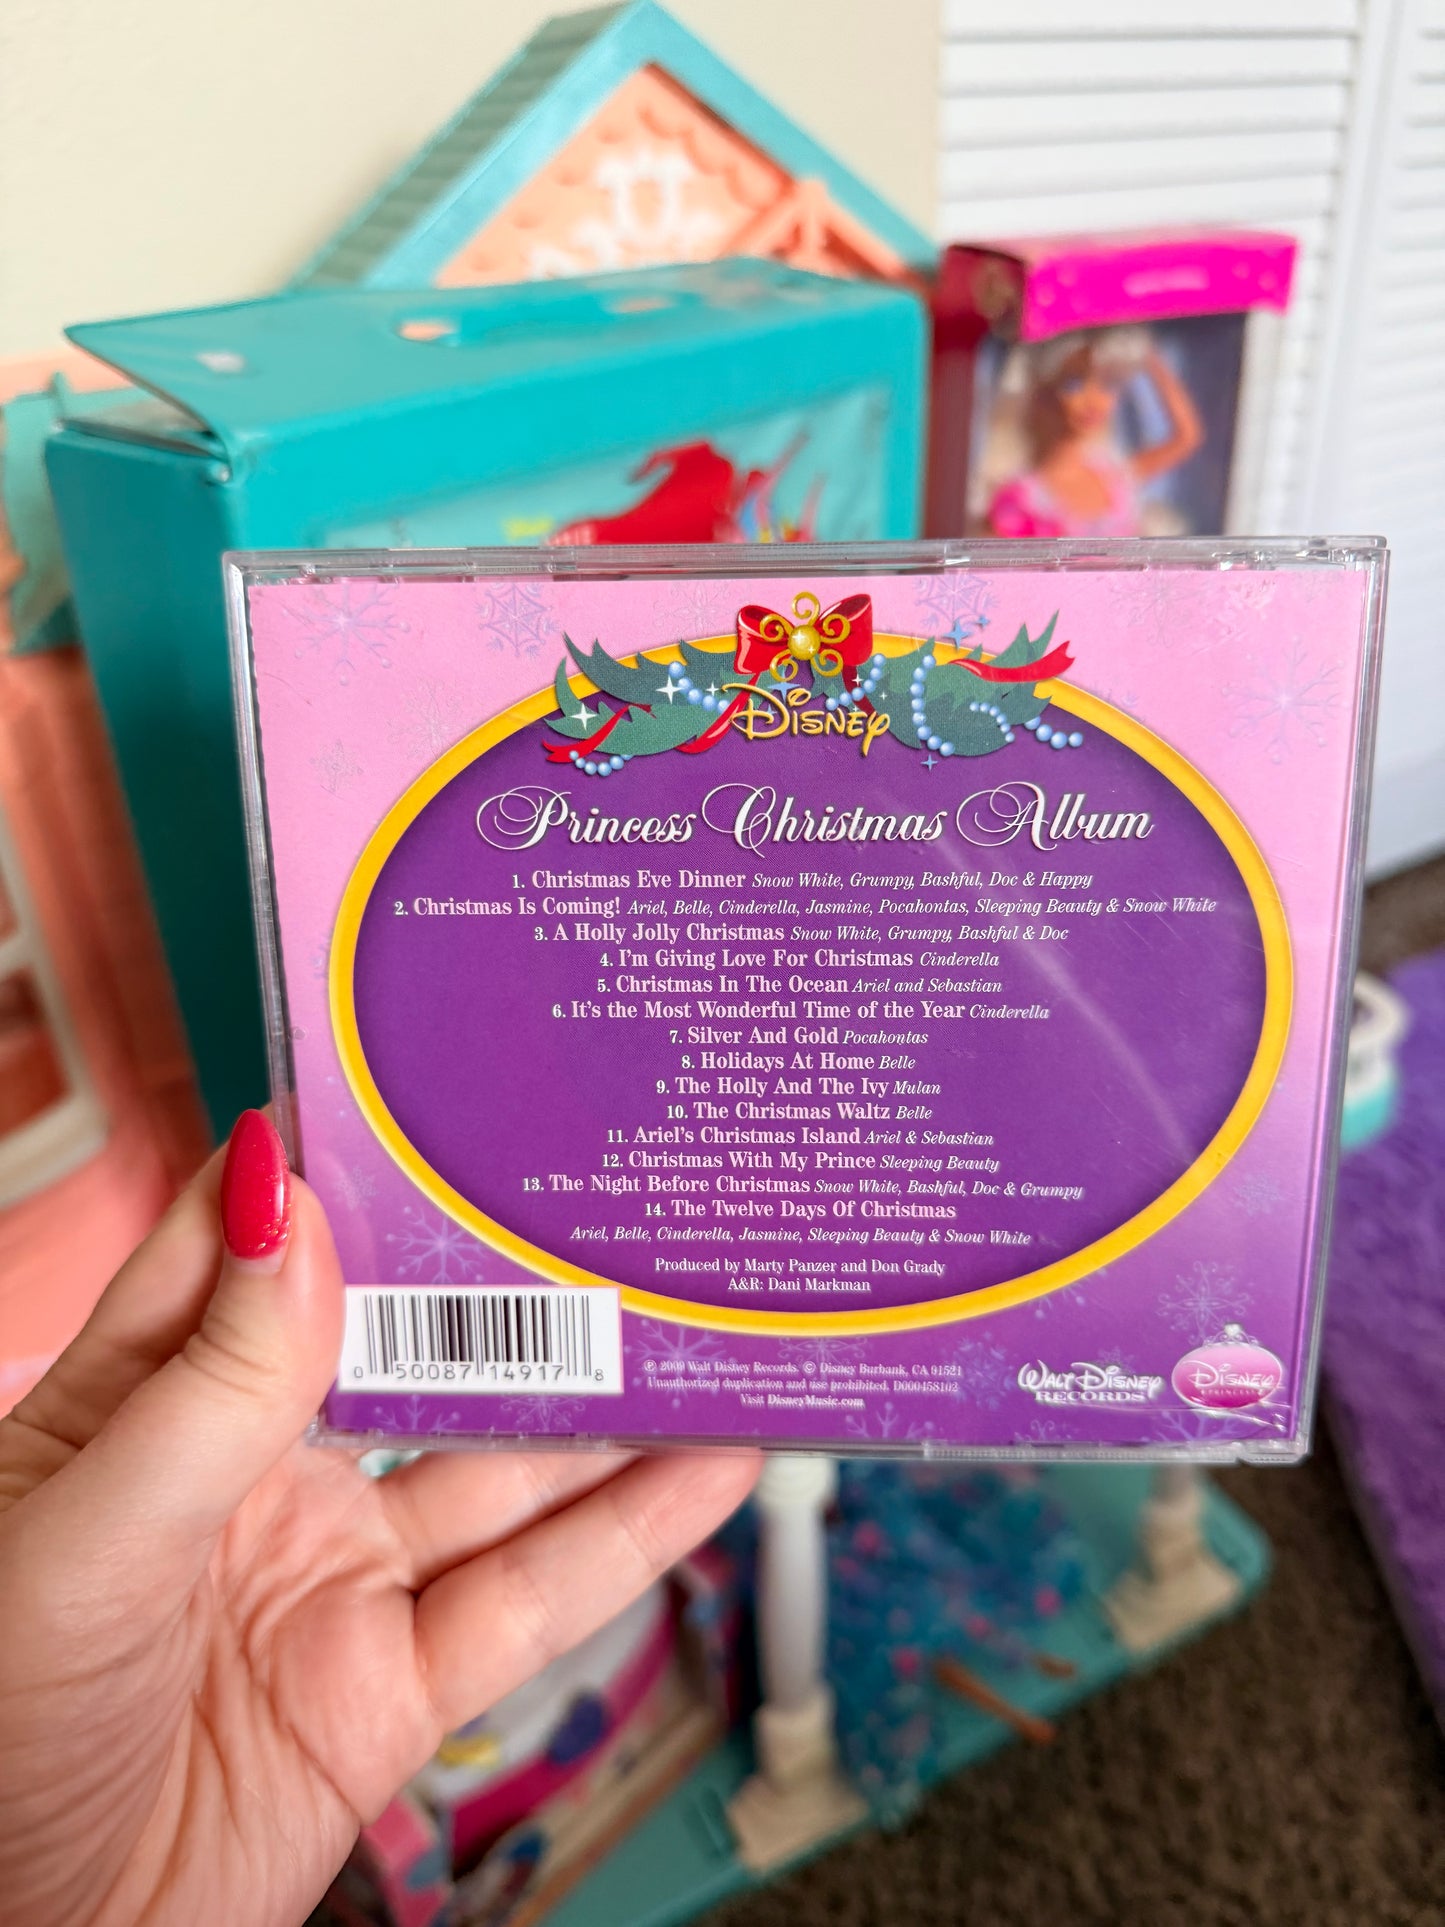 Disney
Princess Christmas Album
1. Christmas Eve Dinner Snow White, Grumpy, Bashful, Doc & Happy
2. Christmas Is Coming! Ariel, Belle, Cinderella, Jasmine, Pocahontas, Sleeping Beauty & Snow White
3. A Holly Jolly Christmas Snow White, Grumpy, Bashful & Doc
4. I'm Giving Love For Christmas Cinderella
5. Christmas In The Ocean Ariel and Sebastian
6. It's the Most Wonderful Time of the Year Cinderella
7. Silver And Gold Pocahontas
8. Holidays At Home Belle
9. The Holly And The Ivy Mulan
10. The Christmas Waltz Belle
11. Ariel's Christmas Island Ariel & Sebastian
12. Christmas With My Prince Sleeping Beauty
13. The Night Before Christmas Snow White, Bashful, Doc & Grumpy
14. The Twelve Days Of Christmas
Ariel, Belle, Cinderella, Jasmine, Sleeping Beauty & Snow White
Produced by Marty Panzer and Don Grady
A&R: Dani Markman
0 50087 14917 8
℗ 2009 Walt Disney Records. © Disney Burbank, CA 91521
Unauthorized duplication and use prohibited. D000458102
Visit DisneyMusic.com
Walt Disney
RECORDS
Disney
PRINCESS